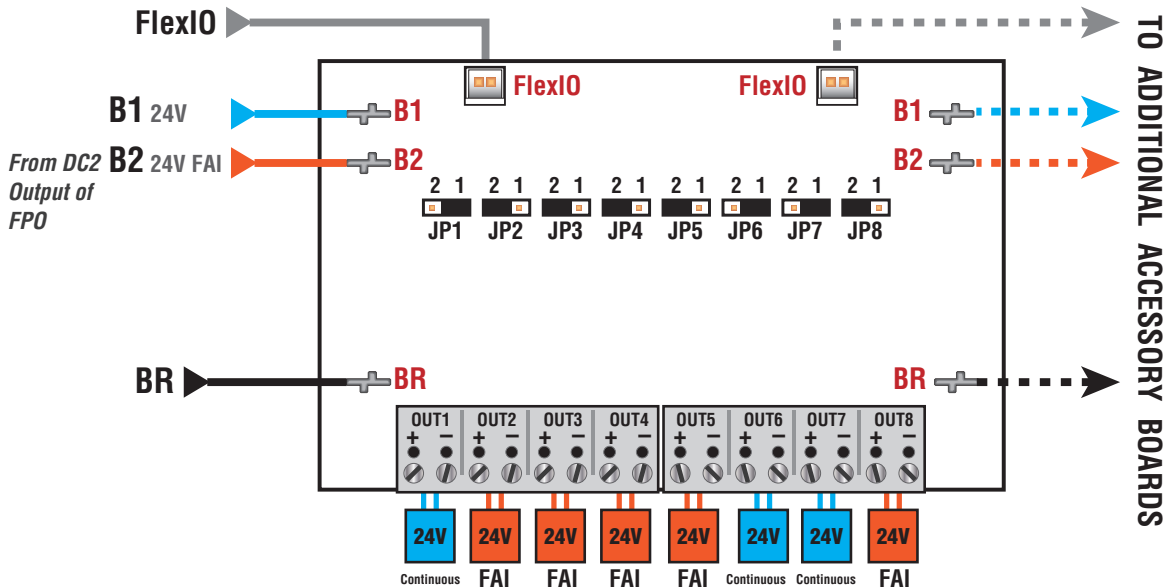 FlexIO
FlexIO
FlexIO
B1 24V
B1
B1
From DC2
Output of
FPO
B2 24V FAI
B2
B2
2 1 2 1 2 1 2 1 2 1 2 1 2 1 2 1
JP1 JP2 JP3 JP4 JP5 JP6 JP7 JP8
BR
BR
BR
OUT1 OUT2 OUT3 OUT4 OUT5 OUT6 OUT7 OUT8
+ − + − + − + − + − + − + − + −
24V 24V 24V 24V 24V 24V 24V 24V
Continuous FAI FAI FAI FAI Continuous Continuous FAI
TO ADDITIONAL ACCESSORY BOARDS